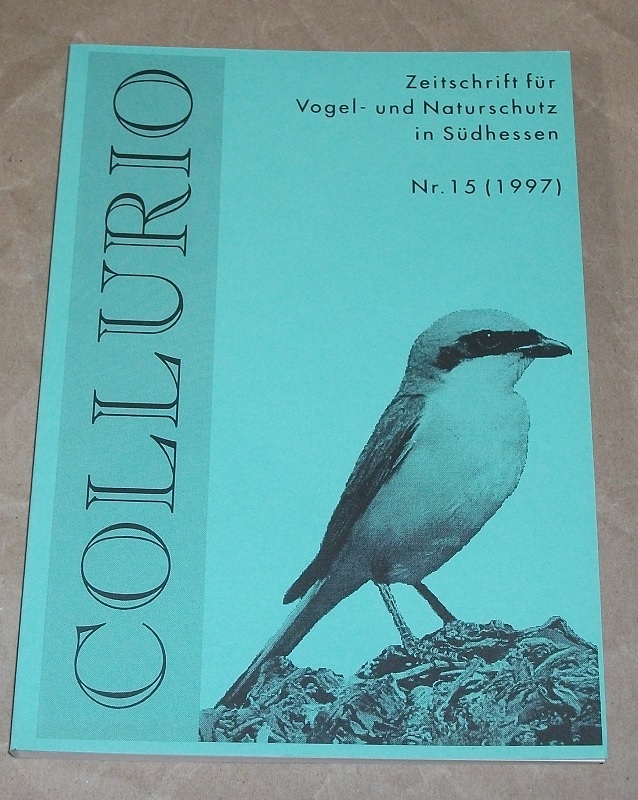 COLLURIO
Zeitschrift für
Vogel- und Naturschutz
in Südhessen
Nr. 15 (1997)